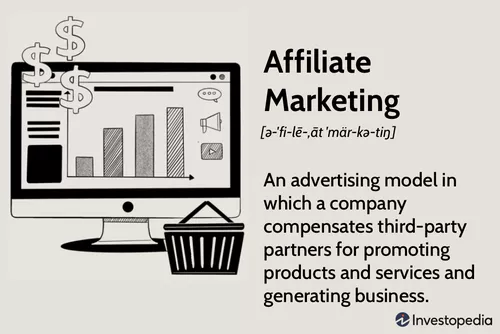 $
$
$
Affiliate
Marketing
[ə-ˈfi-lē-ˌāt ˈmär-kə-tiŋ]
An advertising model in
which a company
compensates third-party
partners for promoting
products and services and
generating business.
Investopedia